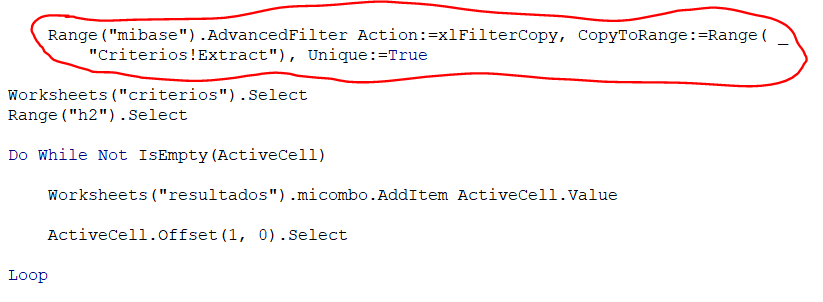 Range("mibase").AdvancedFilter Action:=xlFilterCopy, CopyToRange:=Range( _
"Criterios!Extract"), Unique:=True
Worksheets("criterios").Select
Range("h2").Select
Do While Not IsEmpty(ActiveCell)
Worksheets("resultados").micombo.AddItem ActiveCell.Value
ActiveCell.Offset(1, 0).Select
Loop